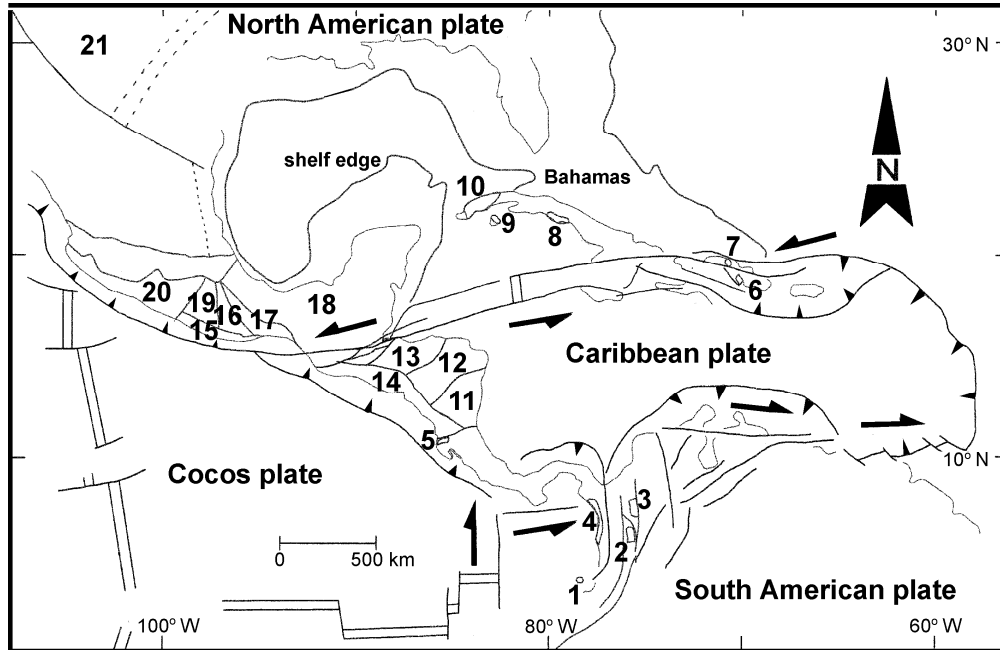 North American plate
21
30° N
shelf edge
N
10
Bahamas
9
8
7
6
20
19
16
17
18
15
13
12
14
11
Caribbean plate
5
Cocos plate
10° N
4
3
2
0 500 km
1
South American plate
100° W
80° W
60° W